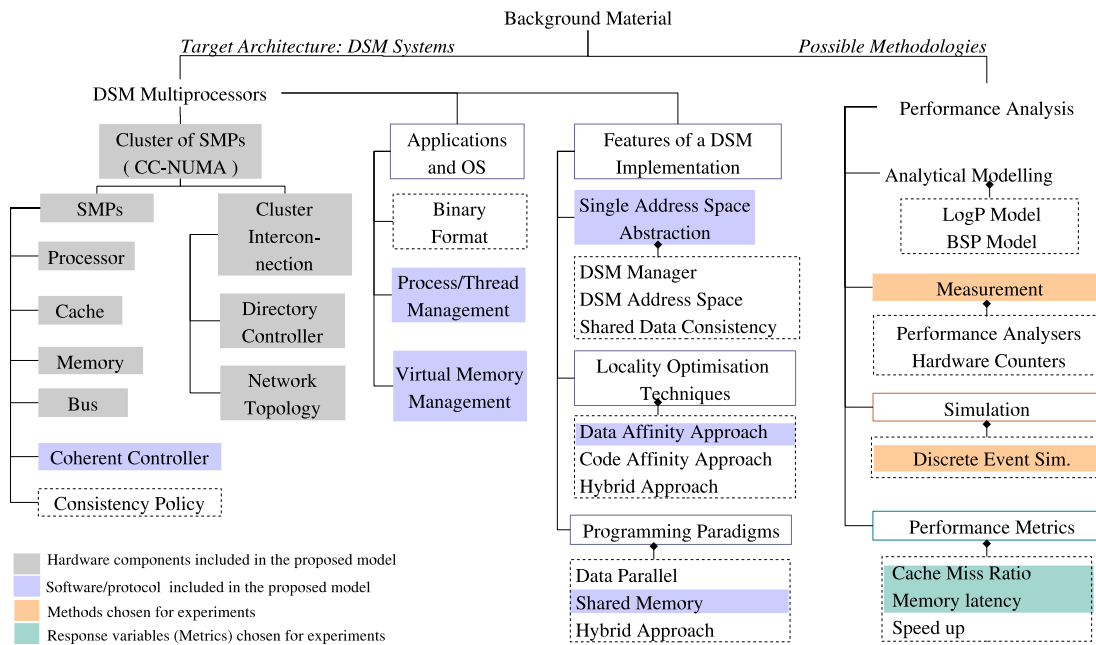 Background Material
Target Architecture: DSM Systems
Possible Methodologies
DSM Multiprocessors
Cluster of SMPs
( CC-NUMA )
SMPs
Processor
Cache
Memory
Bus
Coherent Controller
Consistency Policy
Cluster
Intercon-
nection
Directory
Controller
Network
Topology
Applications
and OS
Binary
Format
Process/Thread
Management
Virtual Memory
Management
Features of a DSM
Implementation
Single Address Space
Abstraction
DSM Manager
DSM Address Space
Shared Data Consistency
Locality Optimisation
Techniques
Data Affinity Approach
Code Affinity Approach
Hybrid Approach
Programming Paradigms
Data Parallel
Shared Memory
Hybrid Approach
Performance Analysis
Analytical Modelling
LogP Model
BSP Model
Measurement
Performance Analysers
Hardware Counters
Simulation
Discrete Event Sim.
Performance Metrics
Cache Miss Ratio
Memory latency
Speed up
Hardware components included in the proposed model
Software/protocol included in the proposed model
Methods chosen for experiments
Response variables (Metrics) chosen for experiments